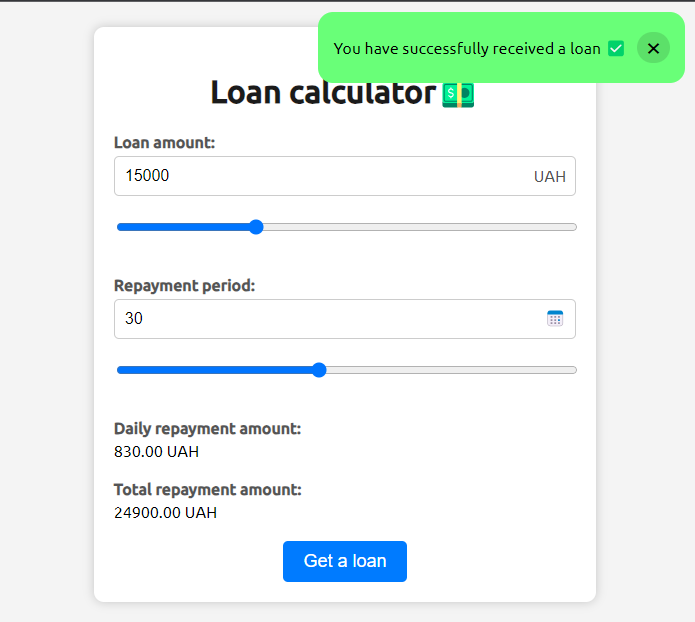 You have successfully received a loan ✅ ✕
Loan calculator 💵
Loan amount:
15000 UAH
Repayment period:
30
Daily repayment amount:
830.00 UAH
Total repayment amount:
24900.00 UAH
Get a loan